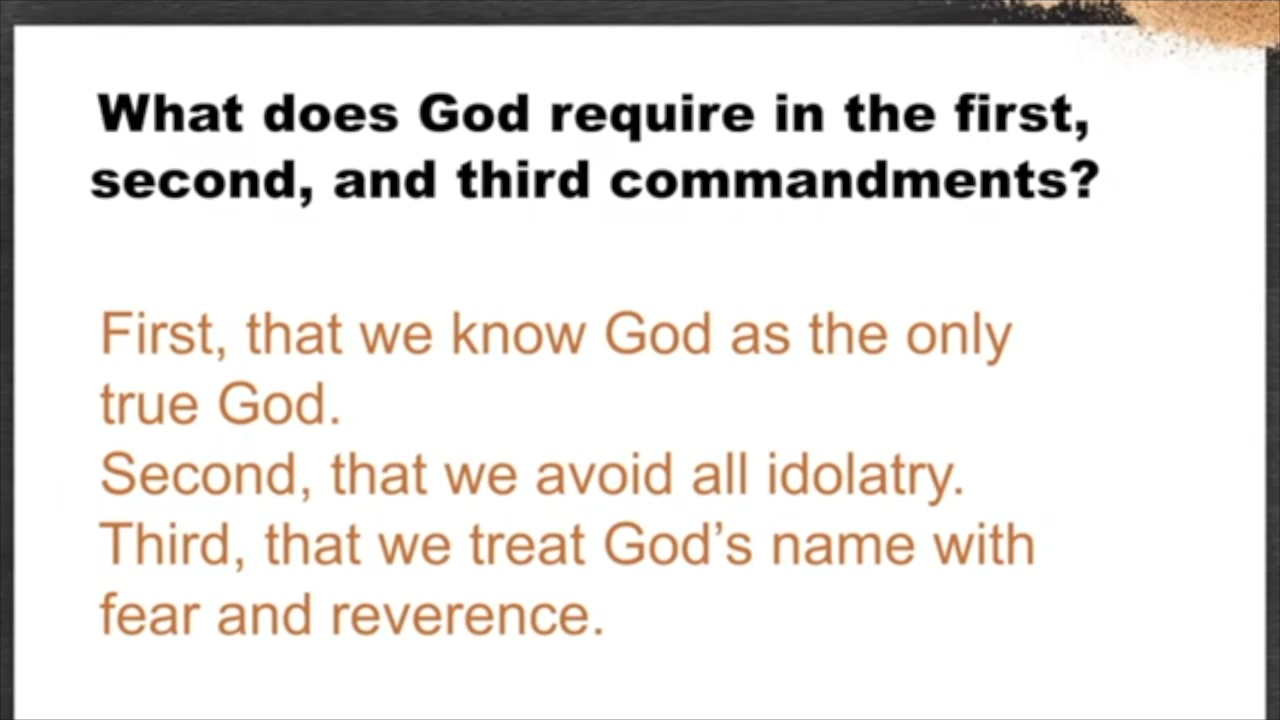 What does God require in the first,
second, and third commandments?
First, that we know God as the only
true God.
Second, that we avoid all idolatry.
Third, that we treat God’s name with
fear and reverence.